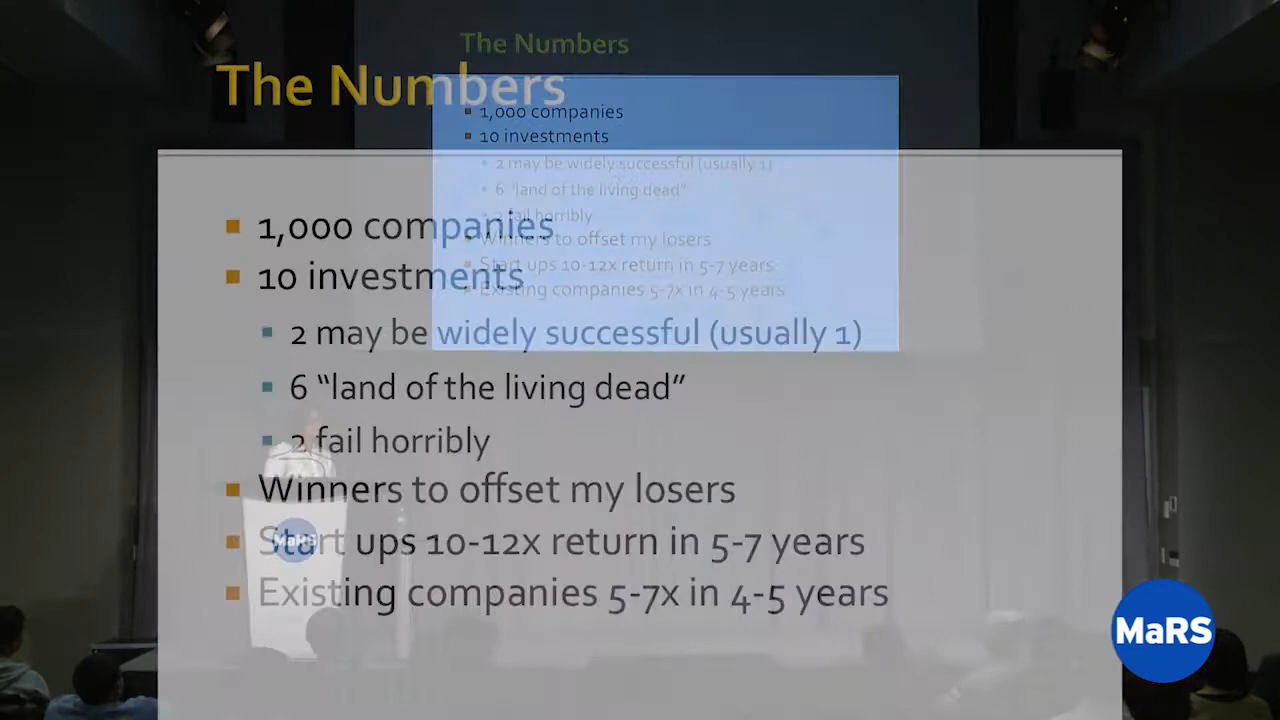 The Numbers
1,000 companies
10 investments
2 may be widely successful (usually 1)
6 “land of the living dead”
2 fail horribly
Winners to offset my losers
Start ups 10-12x return in 5-7 years
Existing companies 5-7x in 4-5 years
The Numbers
1,000 companies
10 investments
2 may be widely successful (usually 1)
6 “land of the living dead”
2 fail horribly
Winners to offset my losers
Start ups 10-12x return in 5-7 years
Existing companies 5-7x in 4-5 years
MaRS
MaRS